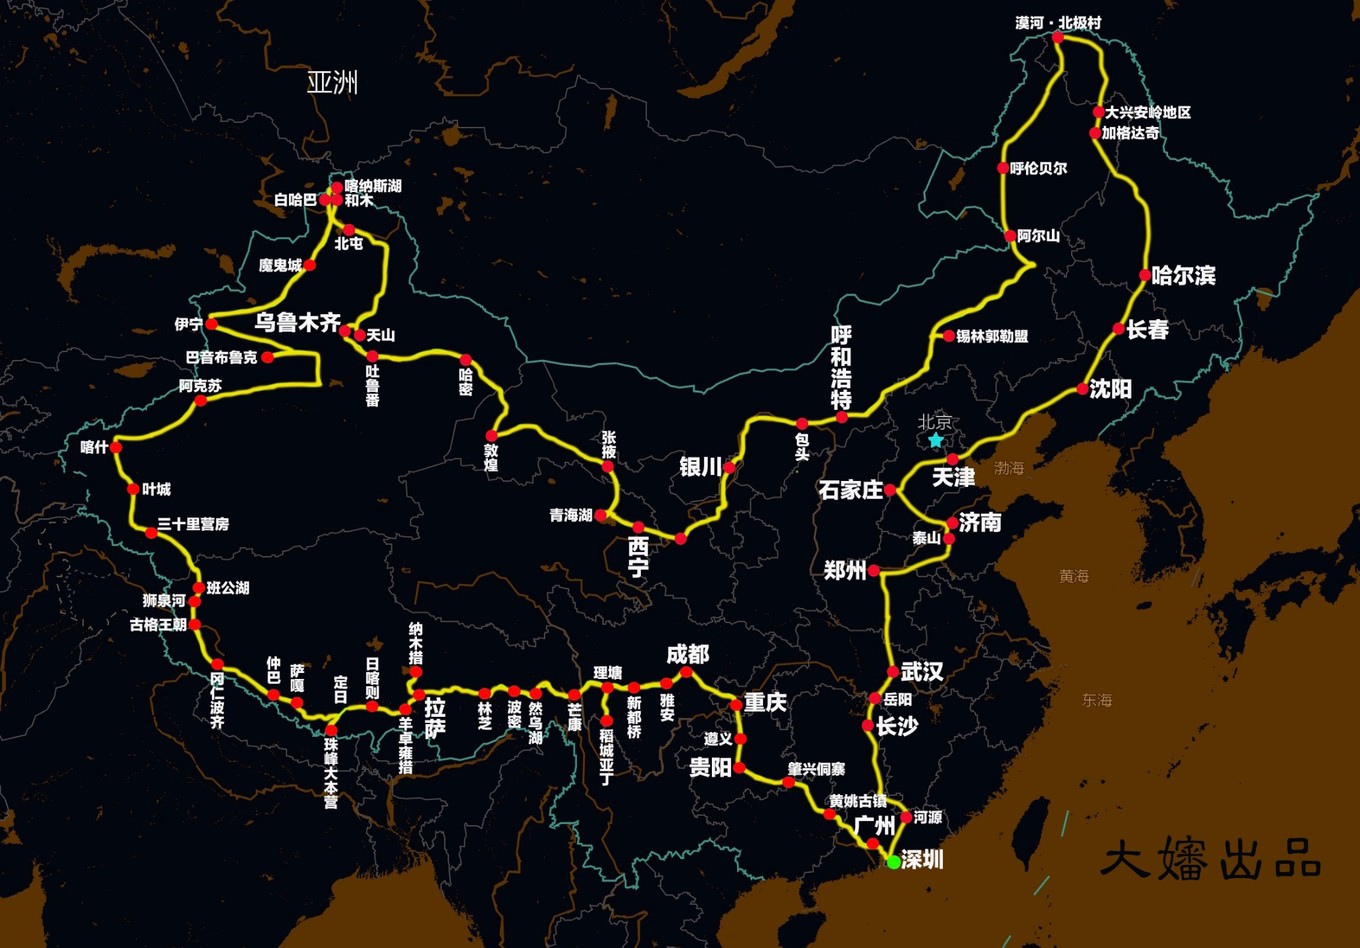 漠河·北极村
亚洲
大兴安岭地区
加格达奇
呼伦贝尔
喀纳斯湖
白哈巴
和木
北屯
阿尔山
魔鬼城
哈尔滨
伊宁
乌鲁木齐
天山
呼和浩特
锡林郭勒盟
长春
巴音布鲁克
吐鲁番
哈密
阿克苏
沈阳
北京
喀什
敦煌
张掖
包头
银川
天津
渤海
叶城
石家庄
三十里营房
青海湖
西宁
济南
泰山
郑州
黄海
班公湖
狮泉河
古格王朝
纳木措
冈仁波齐
仲巴
萨嘎
定日
日喀则
珠峰大本营
羊卓雍措
拉萨
林芝
波密
然乌湖
芒康
理塘
稻城亚丁
新都桥
雅安
成都
重庆
武汉
岳阳
长沙
东海
遵义
贵阳
肇兴侗寨
黄姚古镇
广州
河源
深圳
大嬸出品